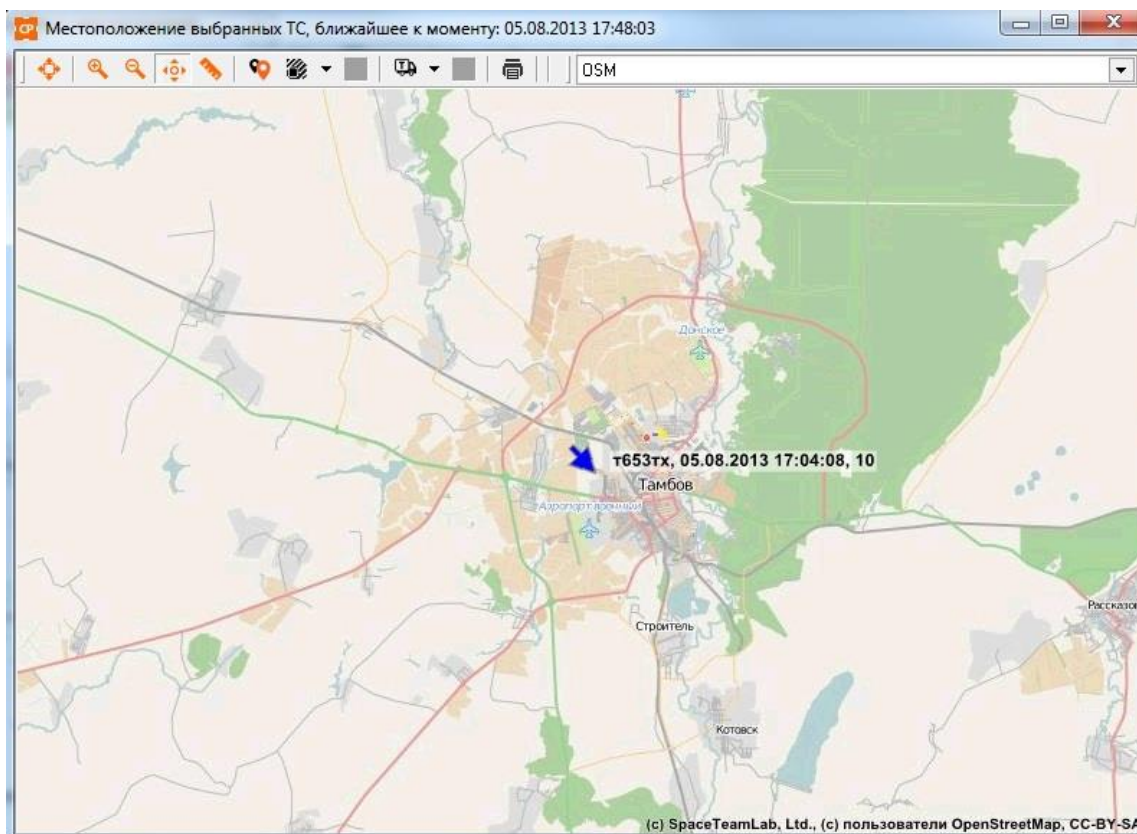 CP Местоположение выбранных ТС, ближайшее к моменту: 05.08.2013 17:48:03
OSM
Донское
т653тх, 05.08.2013 17:04:08, 10
Тамбов
Аэропорт военный
Рассказо
Строитель
Котовск
(c) SpaceTeamLab, Ltd., (c) пользователи OpenStreetMap, CC-BY-SA